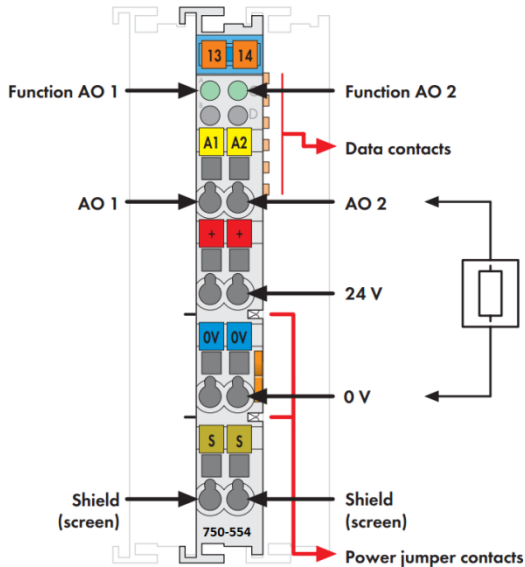 13 14
Function AO 1
Function AO 2
A1 A2
Data contacts
AO 1
AO 2
+ +
24 V
0V 0V
0 V
S S
Shield
(screen)
Shield
(screen)
750-554
Power jumper contacts